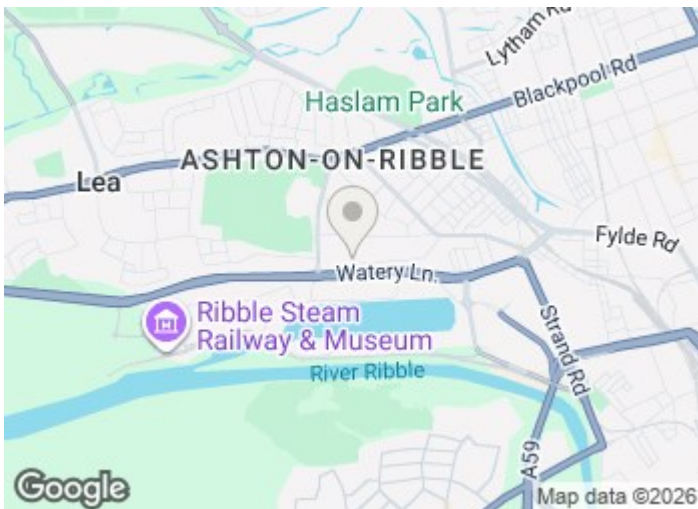 Lytham Rd
Blackpool Rd
Haslam Park
ASHTON-ON-RIBBLE
Lea
Fylde Rd
Watery Ln.
Ribble Steam
Railway & Museum
Strand Rd
River Ribble
A59
Google
Map data ©2026